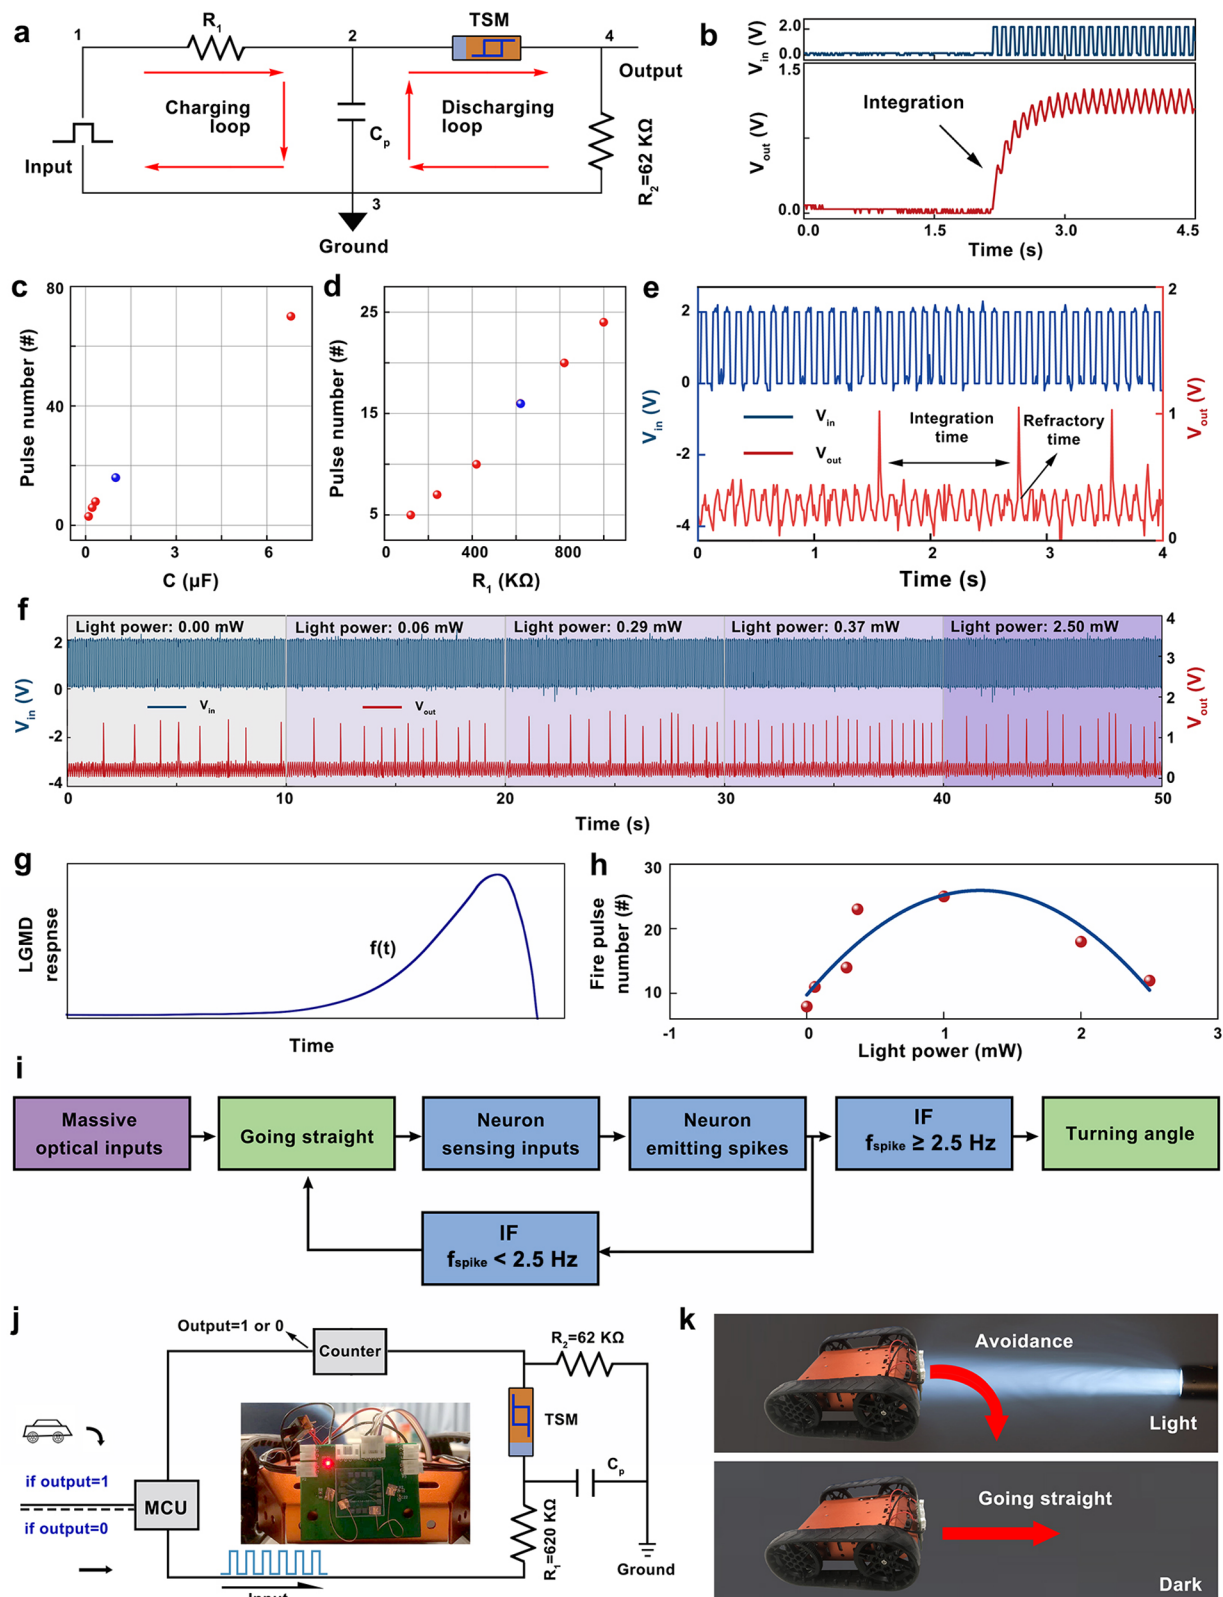 a
1
R1
2
TSM
4
Output
Charging
loop
Discharging
loop
Cp
Input
R2=62 KΩ
3
Ground
b
Vin (V)
2.0
0.0
1.5
Vout (V)
Integration
0.0
0.0
1.5
3.0
4.5
Time (s)
c
Pulse number (#)
80
40
0
0
3
6
C (μF)
d
Pulse number (#)
25
15
5
0
400
800
R1 (KΩ)
e
Vin (V)
2
0
-2
-4
Vin
Vout
Integration
time
Refractory
time
2
1
0
Vout (V)
0
1
2
3
4
Time (s)
f
Light power: 0.00 mW
Light power: 0.06 mW
Light power: 0.29 mW
Light power: 0.37 mW
Light power: 2.50 mW
Vin (V)
2
0
-2
-4
Vin
Vout
4
3
2
1
0
Vout (V)
0
10
20
30
40
50
Time (s)
g
LGMD
respnse
f(t)
Time
h
Fire pulse
number (#)
30
20
10
-1
0
1
2
3
Light power (mW)
i
Massive
optical inputs
Going straight
Neuron
sensing inputs
Neuron
emitting spikes
IF
fspike ≥ 2.5 Hz
Turning angle
IF
fspike < 2.5 Hz
j
Output=1 or 0
Counter
R2=62 KΩ
TSM
Cp
if output=1
MCU
if output=0
R1=620 KΩ
Ground
Input
k
Avoidance
Light
Going straight
Dark